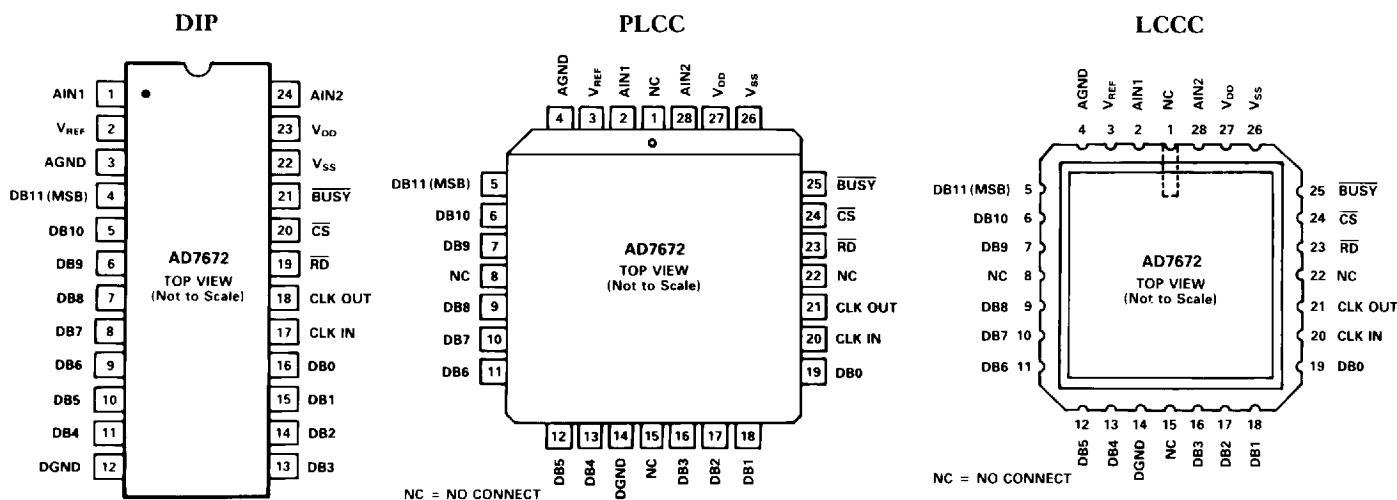 DIP
AIN1 1
V_REF 2
AGND 3
DB11 (MSB) 4
DB10 5
DB9 6
DB8 7
DB7 8
DB6 9
DB5 10
DB4 11
DGND 12
24 AIN2
23 V_DD
22 V_SS
21 B̅U̅S̅Y̅
20 C̅S̅
19 R̅D̅
18 CLK OUT
17 CLK IN
16 DB0
15 DB1
14 DB2
13 DB3
AD7672
TOP VIEW
(Not to Scale)
PLCC
AGND V_REF AIN1 NC AIN2 V_DD V_SS
4 3 2 1 28 27 26
DB11 (MSB) 5
DB10 6
DB9 7
NC 8
DB8 9
DB7 10
DB6 11
25 B̅U̅S̅Y̅
24 C̅S̅
23 R̅D̅
22 NC
21 CLK OUT
20 CLK IN
19 DB0
AD7672
TOP VIEW
(Not to Scale)
12 13 14 15 16 17 18
DB5 DB4 DGND NC DB3 DB2 DB1
NC = NO CONNECT
LCCC
AGND V_REF AIN1 NC AIN2 V_DD V_SS
4 3 2 1 28 27 26
DB11 (MSB) 5
DB10 6
DB9 7
NC 8
DB8 9
DB7 10
DB6 11
25 B̅U̅S̅Y̅
24 C̅S̅
23 R̅D̅
22 NC
21 CLK OUT
20 CLK IN
19 DB0
AD7672
TOP VIEW
(Not to Scale)
12 13 14 15 16 17 18
DB5 DB4 DGND NC DB3 DB2 DB1
NC = NO CONNECT